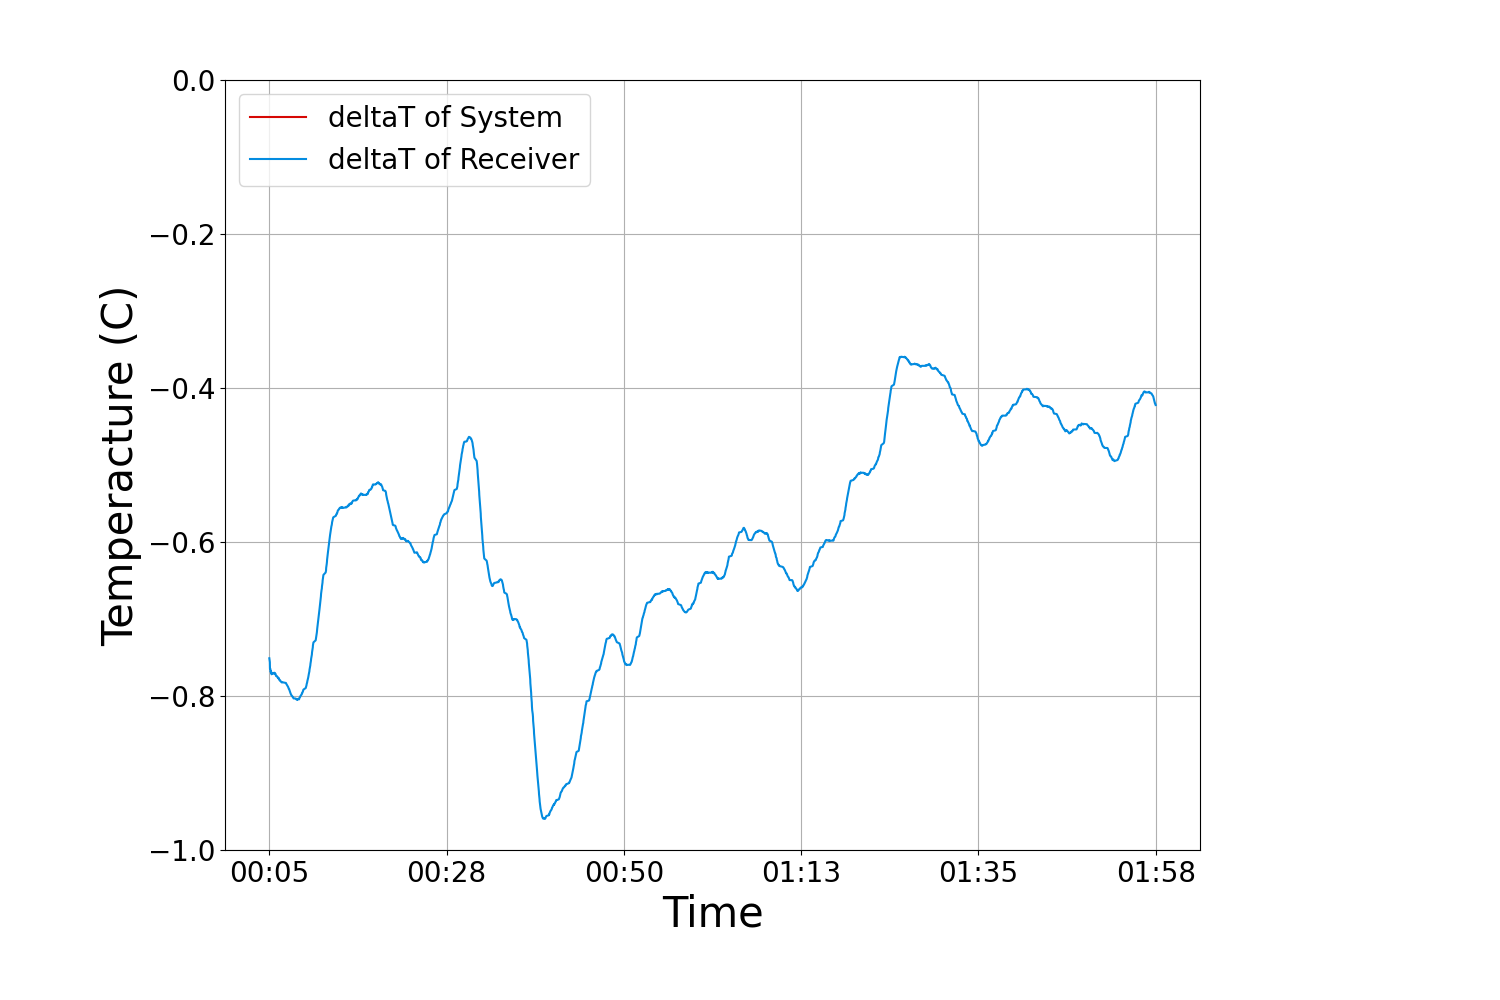 deltaT of System
deltaT of Receiver
0.0
−0.2
−0.4
−0.6
−0.8
−1.0
Temperacture (C)
00:05 00:28 00:50 01:13 01:35 01:58
Time